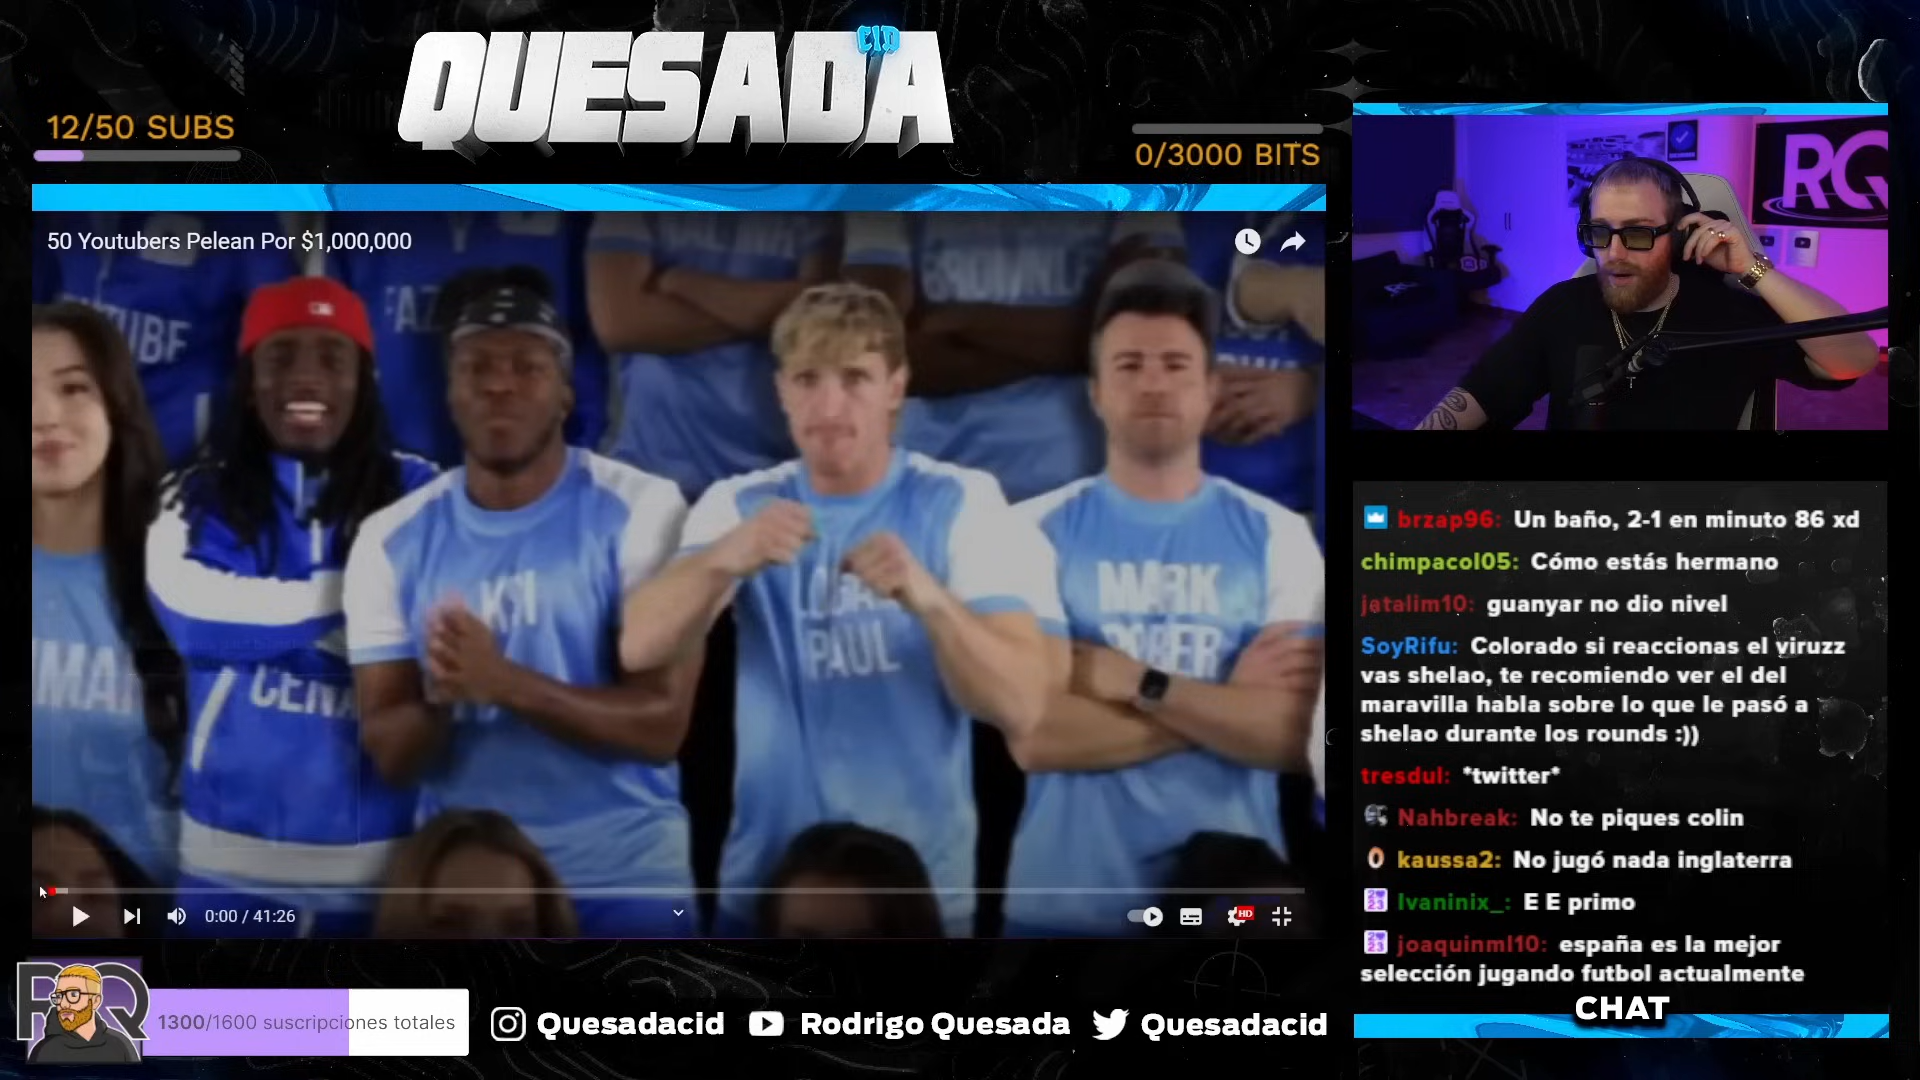 QUESADA
CID
12/50 SUBS
0/3000 BITS
50 Youtubers Pelean Por $1,000,000
TUBE
FAZ
CENA
KSI
PAUL
MARK
RQ
brzap96: Un baño, 2-1 en minuto 86 xd
chimpacol05: Cómo estás hermano
jatalim10: guanyar no dio nivel
SoyRifu: Colorado si reaccionas el viruzz
vas shelao, te recomiendo ver el del
maravilla habla sobre lo que le pasó a
shelao durante los rounds :))
tresdul: *twitter*
Nahbreak: No te piques colin
kaussa2: No jugó nada inglaterra
Ivaninix_: E E primo
joaquinml10: españa es la mejor
selección jugando futbol actualmente
CHAT
0:00 / 41:26
HD
RQ
1300/1600 suscripciones totales
Quesadacid
Rodrigo Quesada
Quesadacid